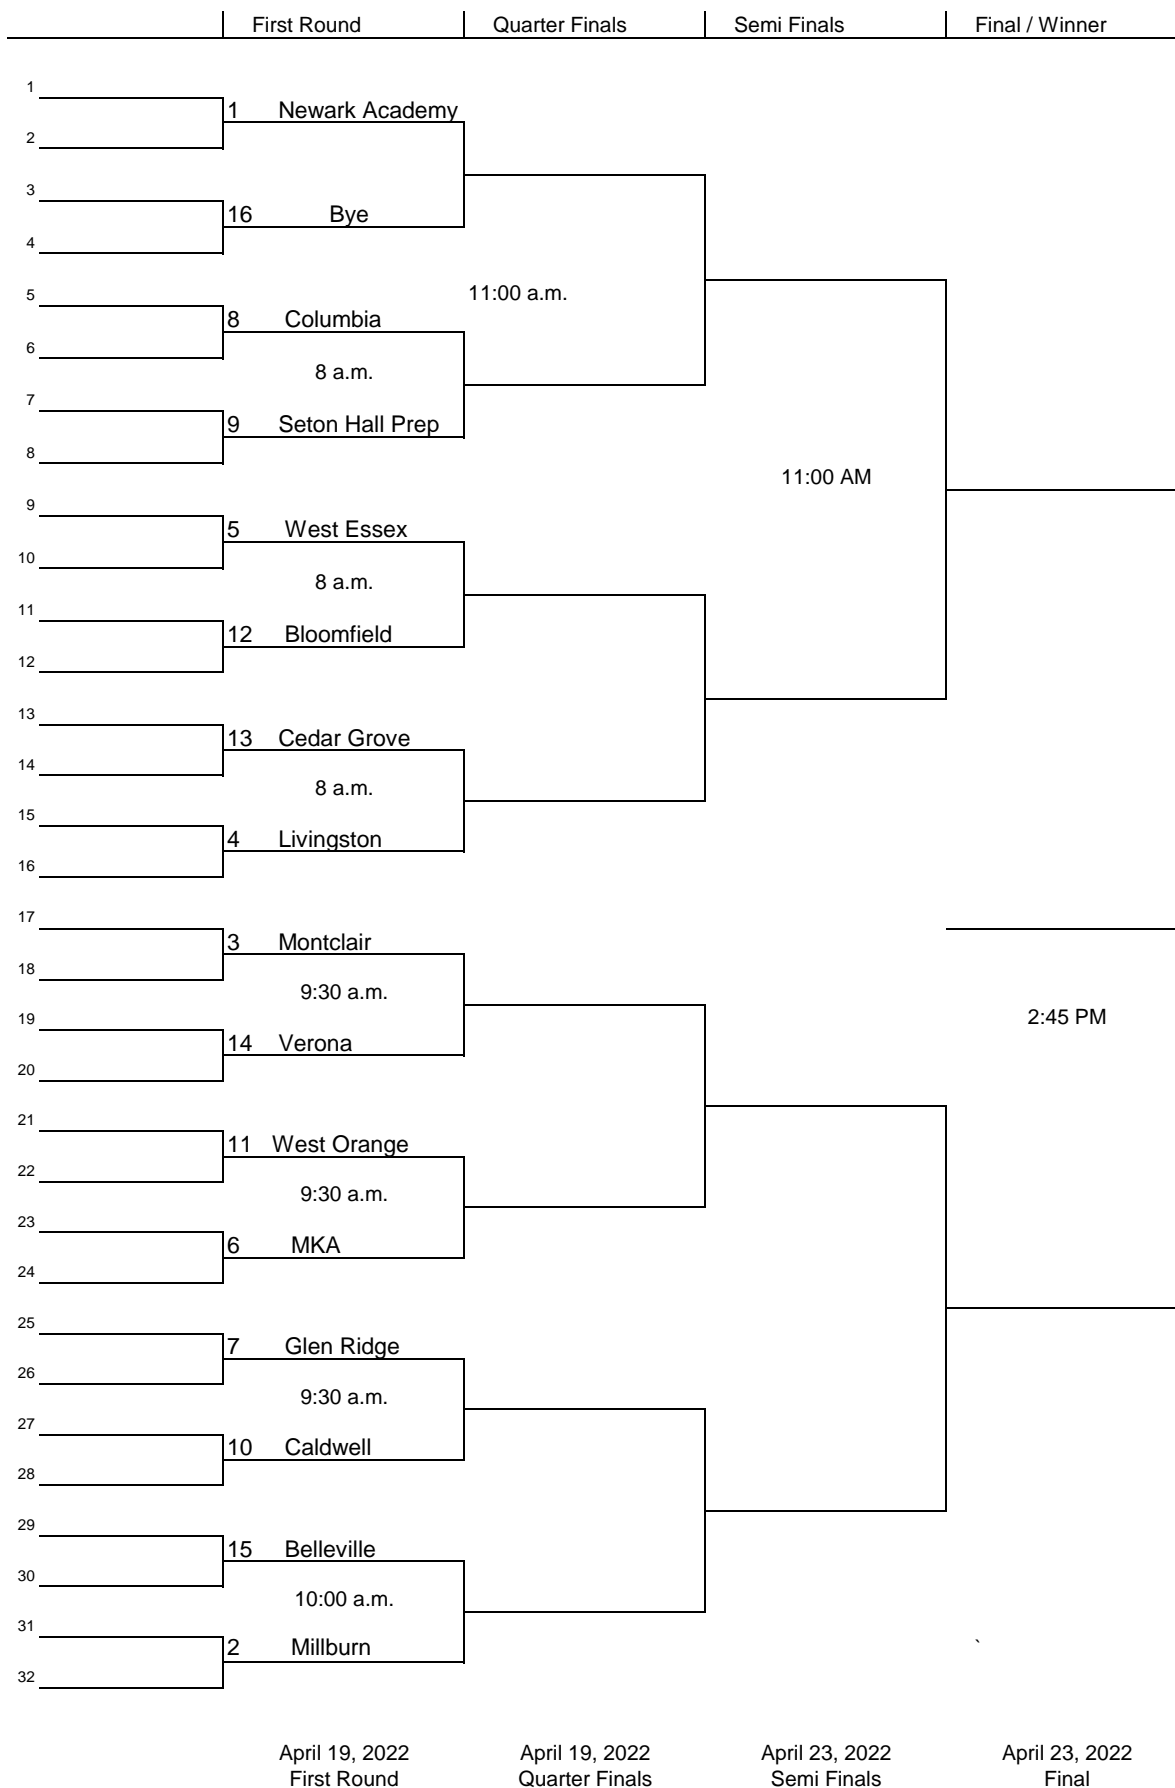 First Round Quarter Finals Semi Finals Final / Winner
1
1 Newark Academy
2
3
16 Bye
4
5
11:00 a.m.
8 Columbia
6
8 a.m.
7
9 Seton Hall Prep
8
11:00 AM
9
5 West Essex
10
8 a.m.
11
12 Bloomfield
12
13
13 Cedar Grove
14
8 a.m.
15
4 Livingston
16
17
3 Montclair
18
9:30 a.m.
19
2:45 PM
14 Verona
20
21
11 West Orange
22
9:30 a.m.
23
6 MKA
24
25
7 Glen Ridge
26
9:30 a.m.
27
10 Caldwell
28
29
15 Belleville
30
10:00 a.m.
31
2 Millburn `
32
April 19, 2022 April 19, 2022 April 23, 2022 April 23, 2022
First Round Quarter Finals Semi Finals Final